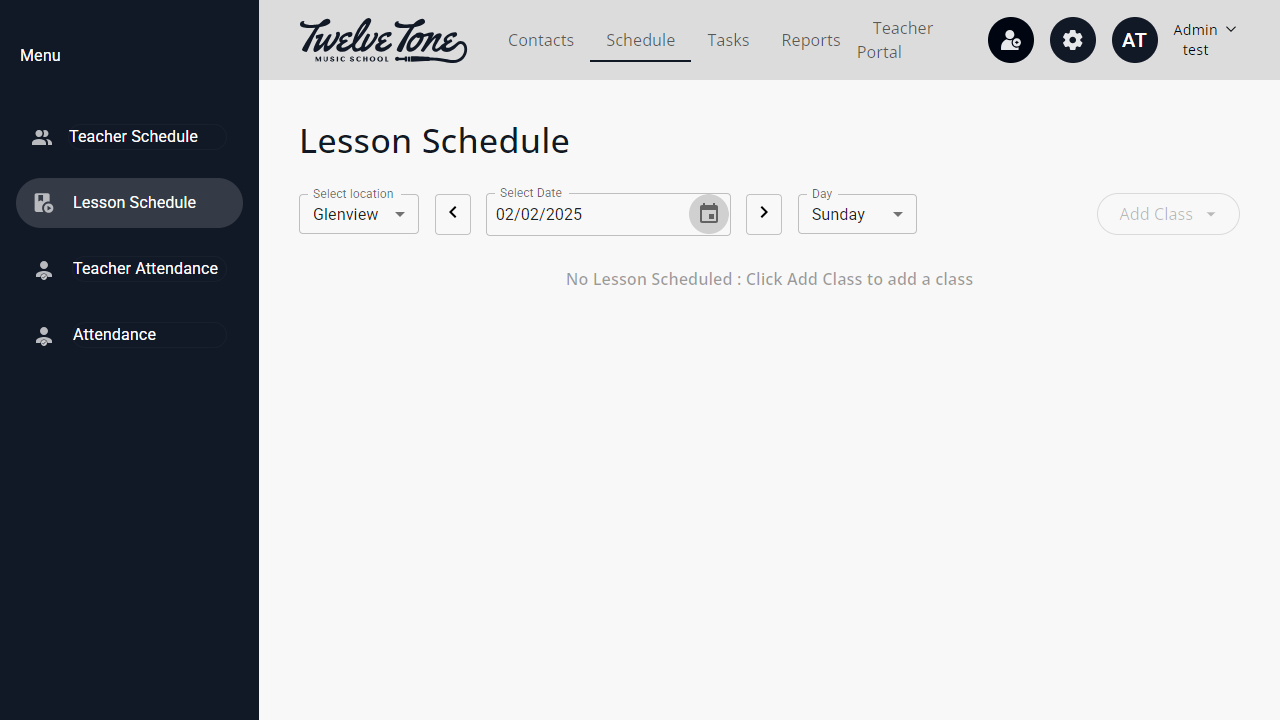 Menu
Teacher Schedule
Lesson Schedule
Teacher Attendance
Attendance
Twelve Tone
MUSIC SCHOOL
Contacts
Schedule
Tasks
Reports
Teacher
Portal
AT
Admin
test
Lesson Schedule
Select location
Glenview
Select Date
02/02/2025
Day
Sunday
Add Class
No Lesson Scheduled : Click Add Class to add a class